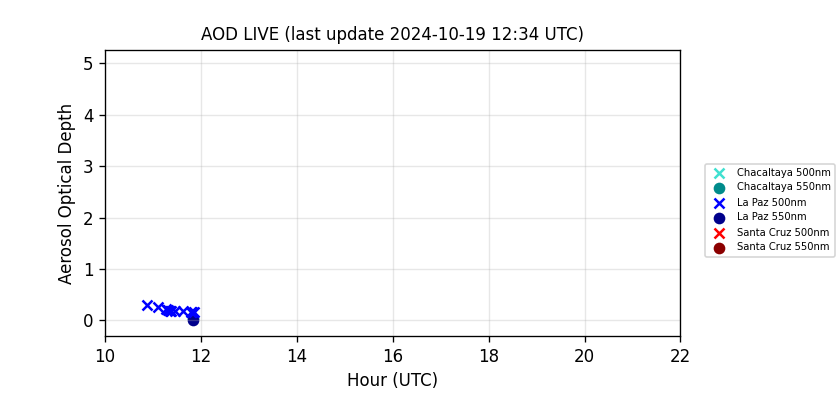 AOD LIVE (last update 2024-10-19 12:34 UTC)
5
4
3
2
1
0
Aerosol Optical Depth
10 12 14 16 18 20 22
Hour (UTC)
Chacaltaya 500nm
Chacaltaya 550nm
La Paz 500nm
La Paz 550nm
Santa Cruz 500nm
Santa Cruz 550nm